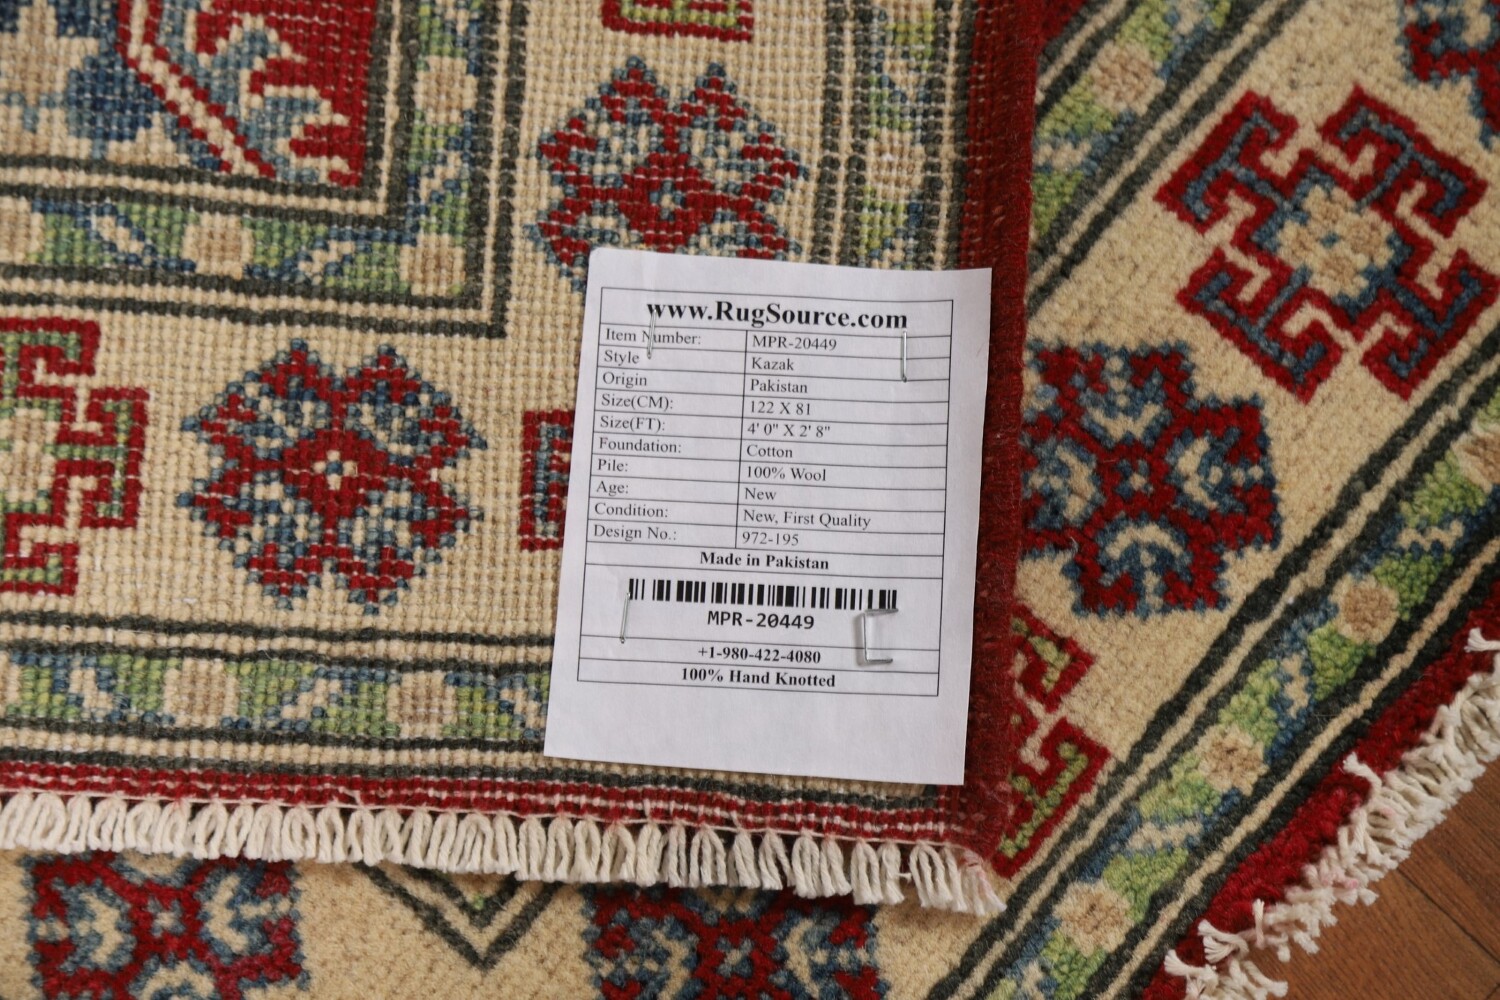 www.RugSource.com
Item Number: MPR-20449
Style Kazak
Origin Pakistan
Size(CM): 122 X 81
Size(FT): 4' 0" X 2' 8"
Foundation: Cotton
Pile: 100% Wool
Age: New
Condition: New, First Quality
Design No.: 972-195
Made in Pakistan
MPR-20449
+1-980-422-4080
100% Hand Knotted